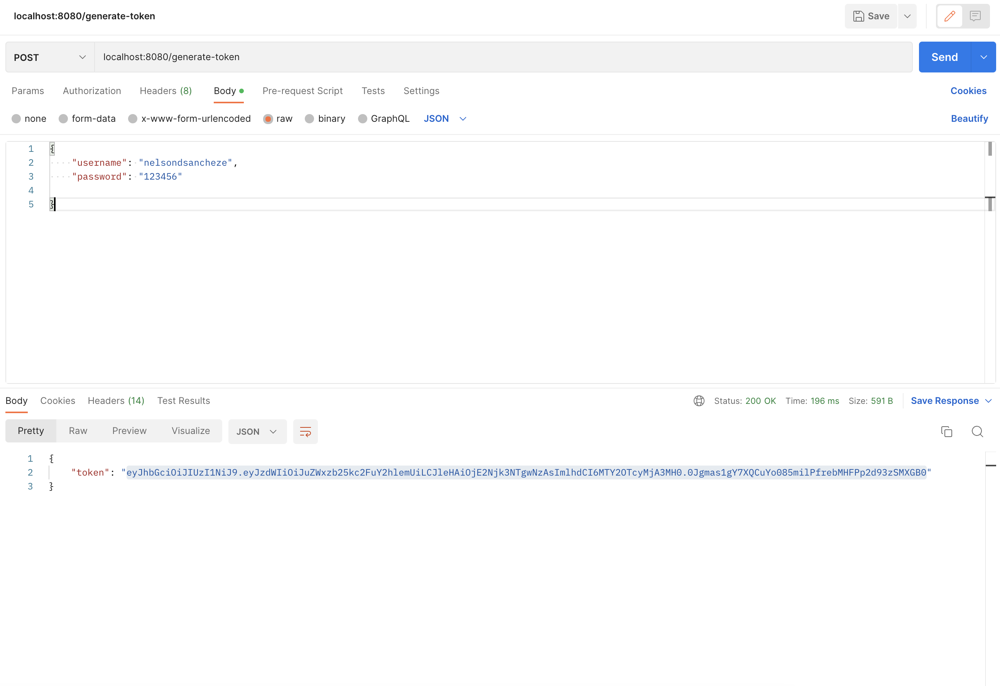 localhost:8080/generate-token
Save
POST
localhost:8080/generate-token
Send
Params Authorization Headers (8) Body Pre-request Script Tests Settings Cookies
none form-data x-www-form-urlencoded raw binary GraphQL JSON Beautify
1 {
2 "username": "nelsondsancheze",
3 "password": "123456"
4
5 }
Body Cookies Headers (14) Test Results Status: 200 OK Time: 196 ms Size: 591 B Save Response
Pretty Raw Preview Visualize JSON
1 {
2 "token": "eyJhbGciOiJIUzI1NiJ9.eyJzdWIiOiJuZWxzb25kc2FuY2hlemUiLCJleHAiOjE2Njk3NTgwNzAsImlhdCI6MTY2OTcyMjA3MH0.0Jgmas1gY7XQCuYo085milPfrebMHFPp2d93zSMXGB0"
3 }